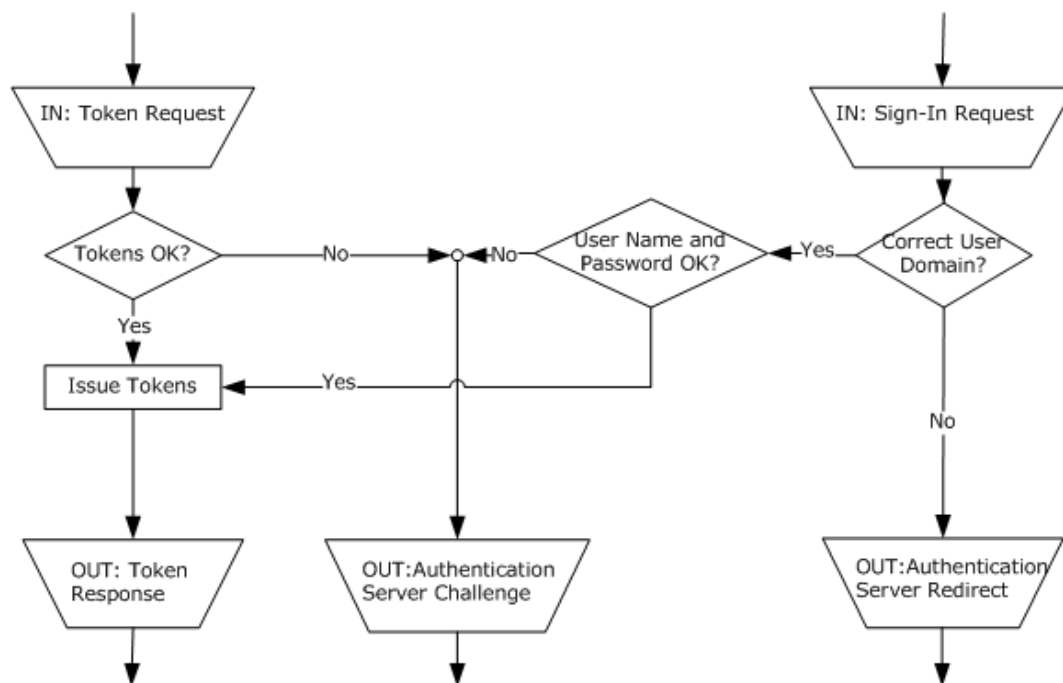 IN: Token Request
IN: Sign-In Request
Tokens OK?
No
No
User Name and
Password OK?
Yes
Correct User
Domain?
Yes
Issue Tokens
Yes
No
OUT: Token
Response
OUT:Authentication
Server Challenge
OUT:Authentication
Server Redirect